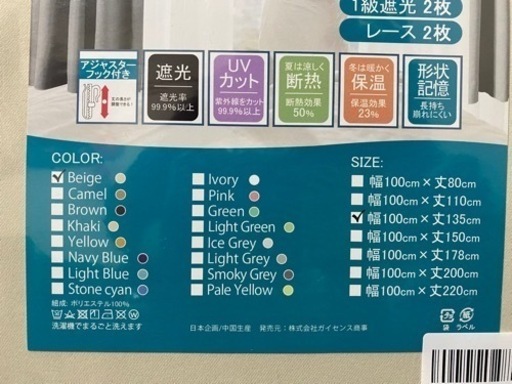 1級遮光 2枚
レース 2枚
アジャスター
フック付き
遮光
遮光率
99.9%以上
UV
カット
紫外線をカット
99.9%以上
夏は涼しく
断熱
断熱効果
50%
冬は暖かく
保温
保温効果
23%
形状
記憶
長持ち
崩れにくい
COLOR:
Beige
Camel
Brown
Khaki
Yellow
Navy Blue
Light Blue
Stone cyan
Ivory
Pink
Green
Light Green
Ice Grey
Light Grey
Smoky Grey
Pale Yellow
SIZE:
幅100cm×丈80cm
幅100cm×丈110cm
幅100cm×丈135cm
幅100cm×丈150cm
幅100cm×丈178cm
幅100cm×丈200cm
幅100cm×丈220cm
組成: ポリエステル100%
洗濯機でまるごと洗えます
日本企画/中国生産 発売元：株式会社ガイセンス商事
プラ 紙
袋 ラベル